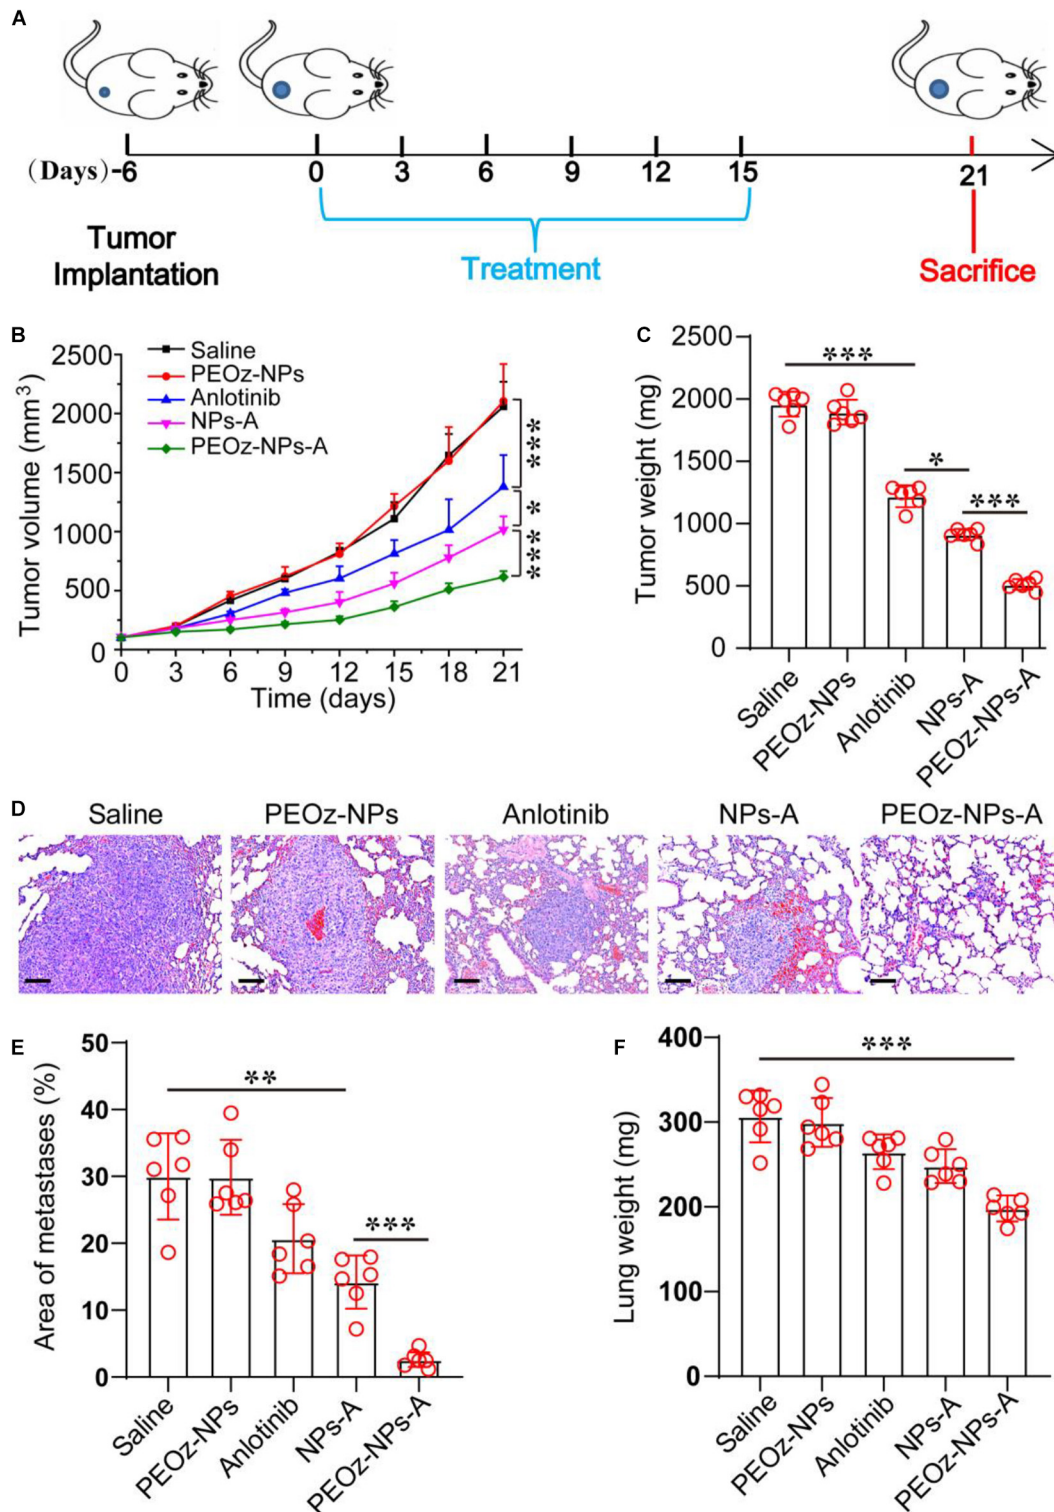 A
(Days) -6 0 3 6 9 12 15 21
Tumor
Implantation
Treatment
Sacrifice
B
Saline
PEOz-NPs
Anlotinib
NPs-A
PEOz-NPs-A
Tumor volume (mm³)
2500
2000
1500
1000
500
0
0 3 6 9 12 15 18 21
Time (days)
***
*
***
C
Tumor weight (mg)
2500
2000
1500
1000
500
0
***
*
***
Saline
PEOz-NPs
Anlotinib
NPs-A
PEOz-NPs-A
D
Saline PEOz-NPs Anlotinib NPs-A PEOz-NPs-A
E
Area of metastases (%)
50
40
30
20
10
0
**
***
Saline
PEOz-NPs
Anlotinib
NPs-A
PEOz-NPs-A
F
Lung weight (mg)
400
300
200
100
0
***
Saline
PEOz-NPs
Anlotinib
NPs-A
PEOz-NPs-A